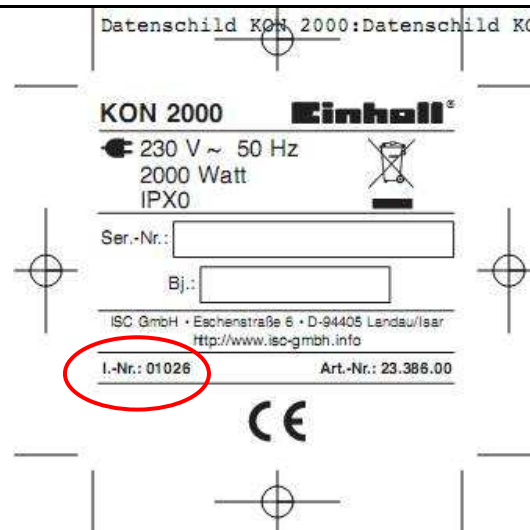 Datenschild KON 2000:Datenschild KO
KON 2000 Einhell®
230 V ~ 50 Hz
2000 Watt
IPX0
Ser.-Nr.:
Bj.:
ISC GmbH • Eschenstraße 6 • D-94405 Landau/Isar
http://www.isc-gmbh.info
I.-Nr.: 01026 Art.-Nr.: 23.386.00
CE